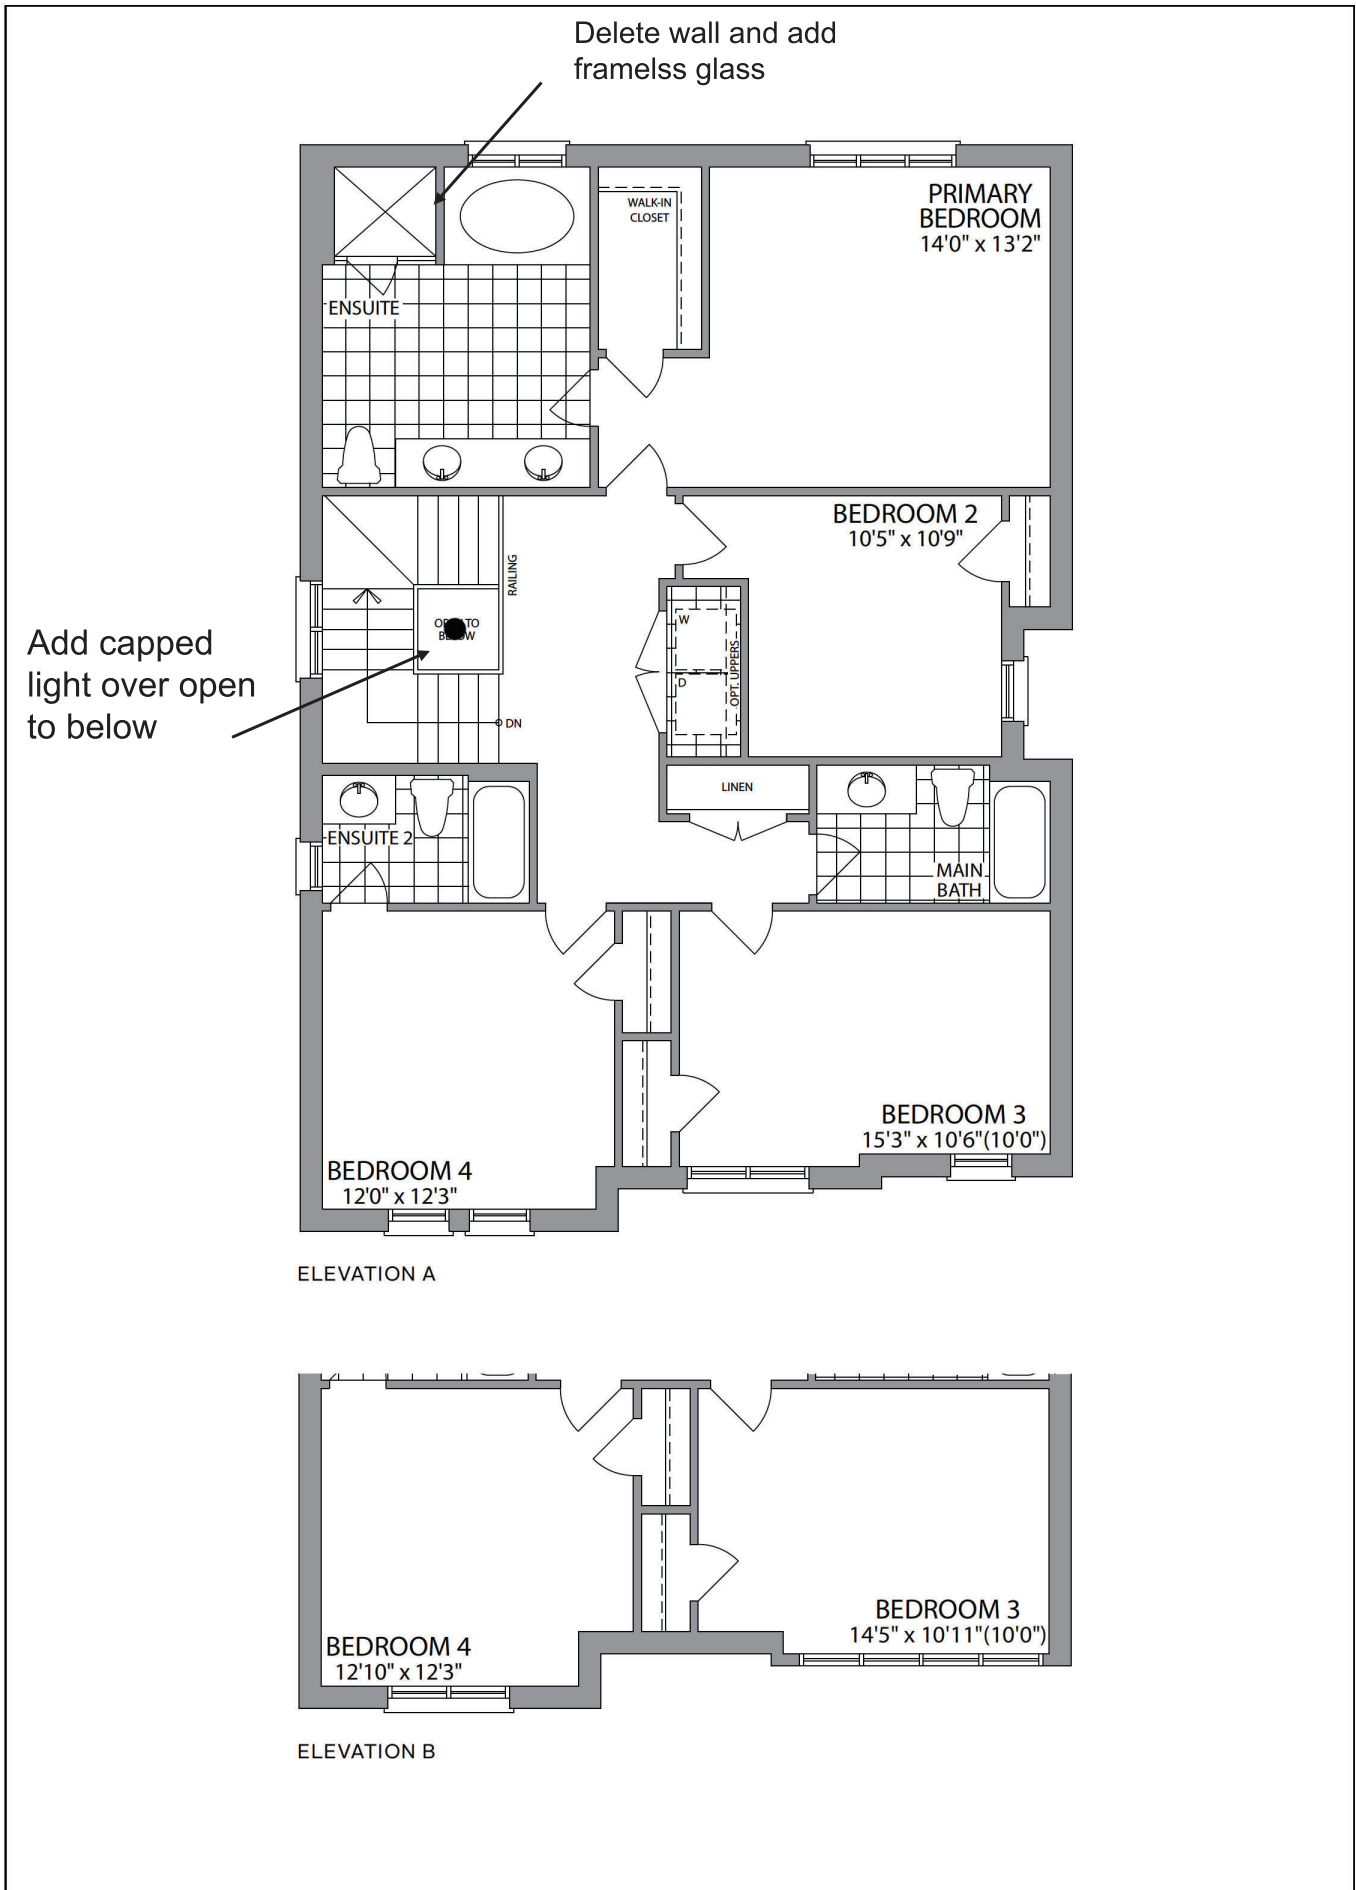 Delete wall and add
framelss glass
WALK-IN
CLOSET
PRIMARY
BEDROOM
14'0" x 13'2"
ENSUITE
BEDROOM 2
10'5" x 10'9"
RAILING
OPEN TO
BELOW
W
D
OPT. UPPERS
Add capped
light over open
to below
DN
LINEN
ENSUITE 2
MAIN
BATH
BEDROOM 3
15'3" x 10'6"(10'0")
BEDROOM 4
12'0" x 12'3"
ELEVATION A
BEDROOM 3
14'5" x 10'11"(10'0")
BEDROOM 4
12'10" x 12'3"
ELEVATION B